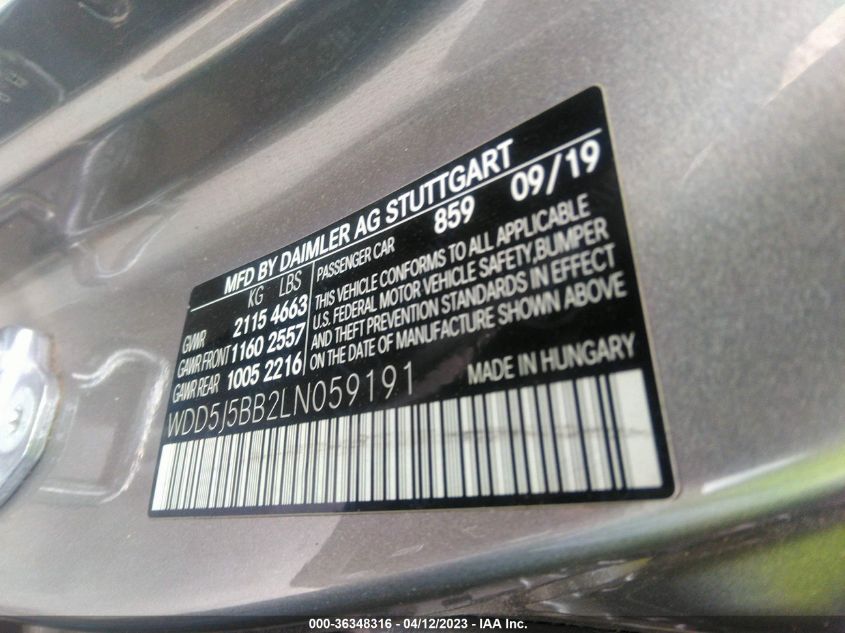 MFD BY DAIMLER AG STUTTGART
KG LBS
PASSENGER CAR 859 09/19
GVWR 2115 4663
GAWR FRONT 1160 2557
GAWR REAR 1005 2216
THIS VEHICLE CONFORMS TO ALL APPLICABLE
U.S. FEDERAL MOTOR VEHICLE SAFETY, BUMPER
AND THEFT PREVENTION STANDARDS IN EFFECT
ON THE DATE OF MANUFACTURE SHOWN ABOVE
WDD5J5BB2LN059191 MADE IN HUNGARY
000-36348316 - 04/12/2023 - IAA Inc.